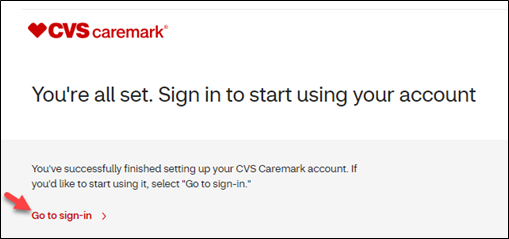 CVS caremark®
You're all set. Sign in to start using your account
You've successfully finished setting up your CVS Caremark account. If
you'd like to start using it, select "Go to sign-in."
Go to sign-in >